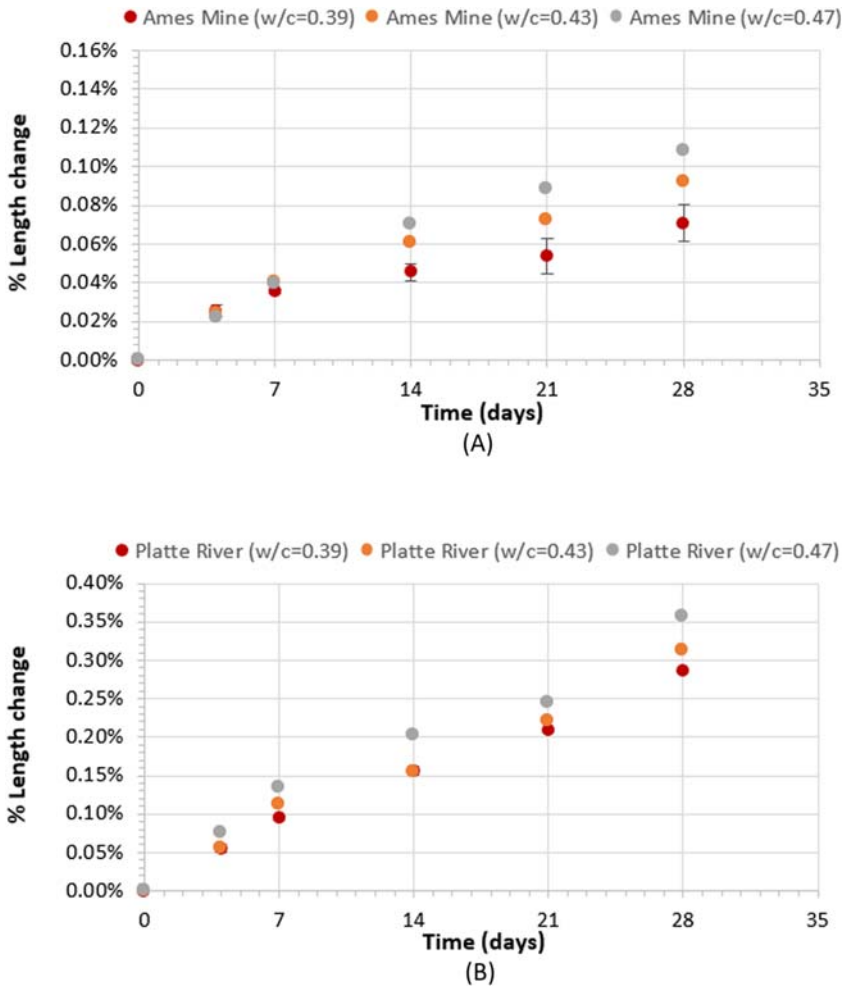 Ames Mine (w/c=0.39) Ames Mine (w/c=0.43) Ames Mine (w/c=0.47)
0.16%
0.14%
0.12%
0.10%
0.08%
0.06%
0.04%
0.02%
0.00%
% Length change
0 7 14 21 28 35
Time (days)
(A)
Platte River (w/c=0.39) Platte River (w/c=0.43) Platte River (w/c=0.47)
0.40%
0.35%
0.30%
0.25%
0.20%
0.15%
0.10%
0.05%
0.00%
% Length change
0 7 14 21 28 35
Time (days)
(B)